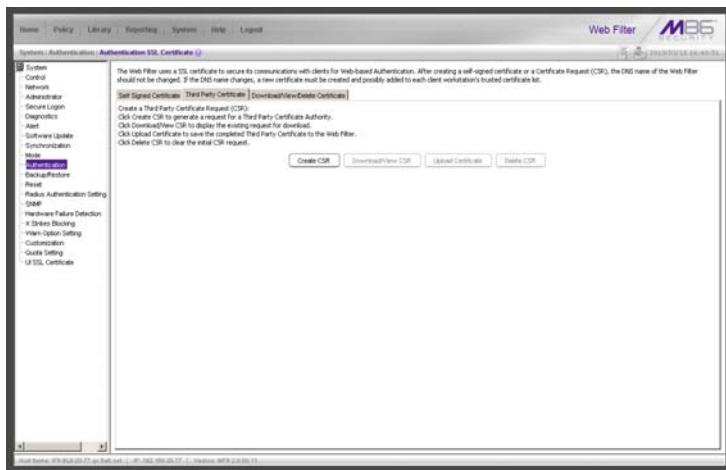 Home Policy Library Reporting System Help Logout
Web Filter
M86
SECURITY
System : Authentication : Authentication SSL Certificate
System
Control
Network
Administrator
Secure Logon
Diagnostics
Alert
Software Update
Synchronization
Mode
Authentication
Backup/Restore
Reset
Radius Authentication Setting
SNMP
Hardware Failure Detection
X Strikes Blocking
Warn Option Setting
Customization
Quota Setting
UI SSL Certificate
The Web Filter uses a SSL certificate to secure its communications with clients for Web-based Authentication. After creating a self-signed certificate or a Certificate Request (CSR), the DNS name of the Web Filter
should not be changed. If the DNS name changes, a new certificate must be created and possibly added to each client workstation's trusted certificate list.
Self Signed Certificate Third Party Certificate Download/View/Delete Certificate
Create a Third Party Certificate Request (CSR):
Click Create CSR to generate a request for a Third Party Certificate Authority.
Click Download/View CSR to display the existing request for download.
Click Upload Certificate to save the completed Third Party Certificate to the Web Filter.
Click Delete CSR to clear the initial CSR request.
Create CSR Download/View CSR Upload Certificate Delete CSR
Host Name: IP: Version: